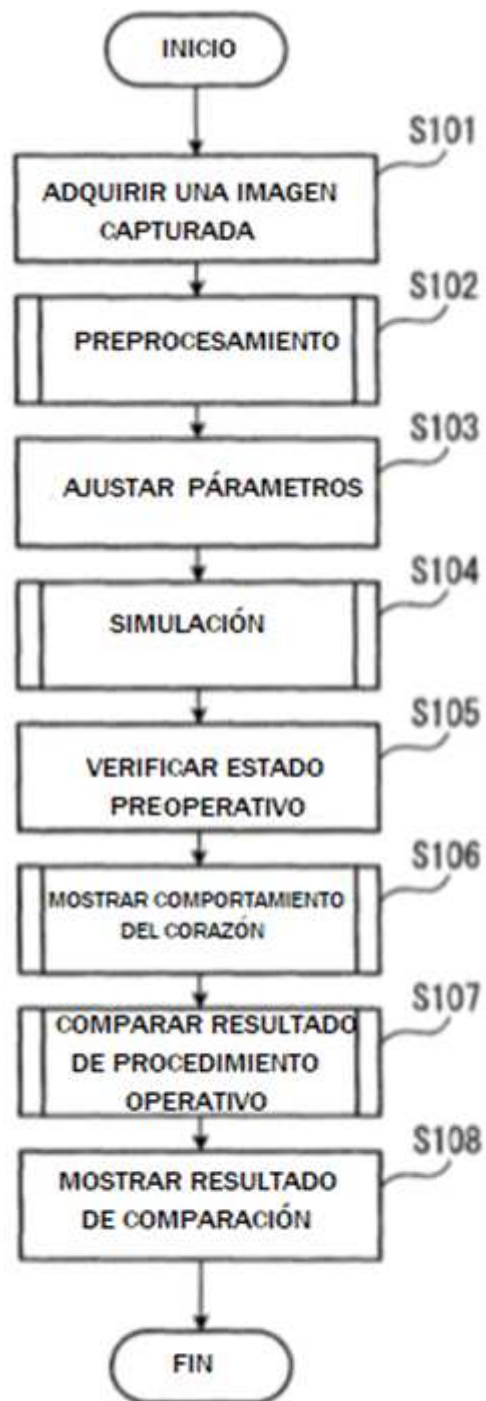 INICIO
S101
ADQUIRIR UNA IMAGEN
CAPTURADA
S102
PREPROCESAMIENTO
S103
AJUSTAR PÁRAMETROS
S104
SIMULACIÓN
S105
VERIFICAR ESTADO
PREOPERATIVO
S106
MOSTRAR COMPORTAMIENTO
DEL CORAZÓN
S107
COMPARAR RESULTADO
DE PROCEDIMIENTO
OPERATIVO
S108
MOSTRAR RESULTADO
DE COMPARACIÓN
FIN